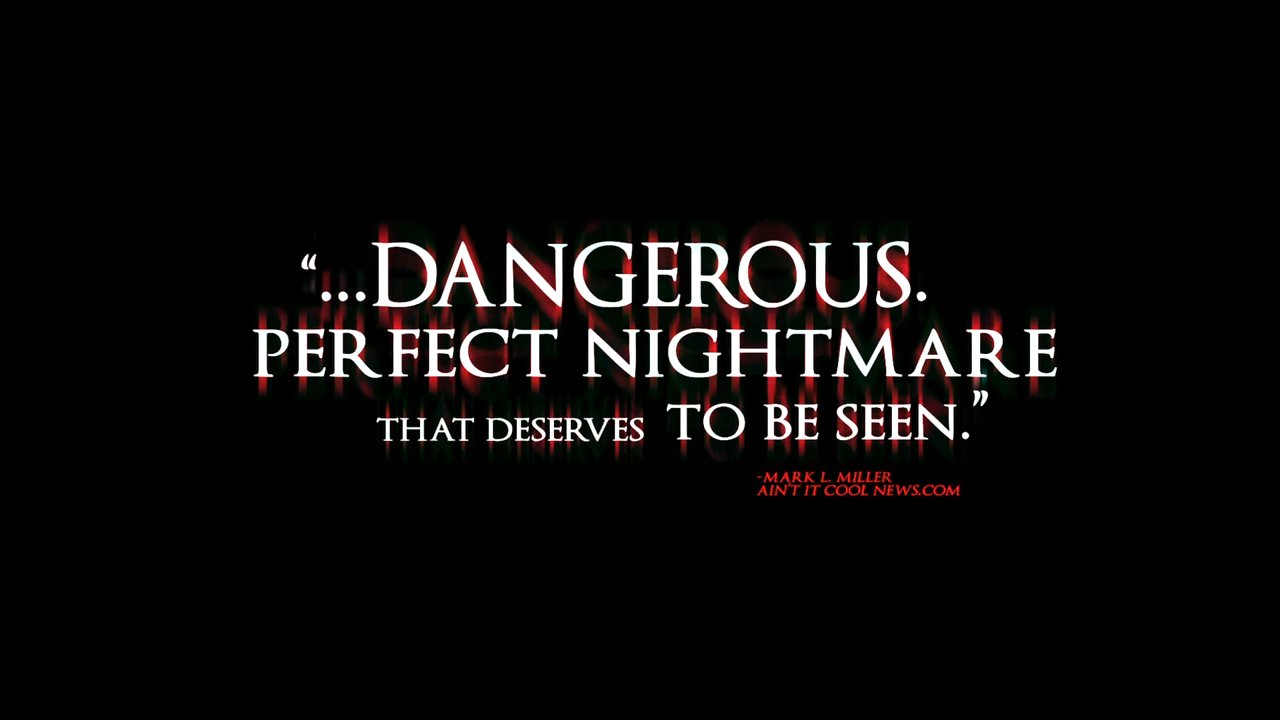 “...DANGEROUS.
PERFECT NIGHTMARE
THAT DESERVES TO BE SEEN.”
-MARK L. MILLER
AIN'T IT COOL NEWS.COM